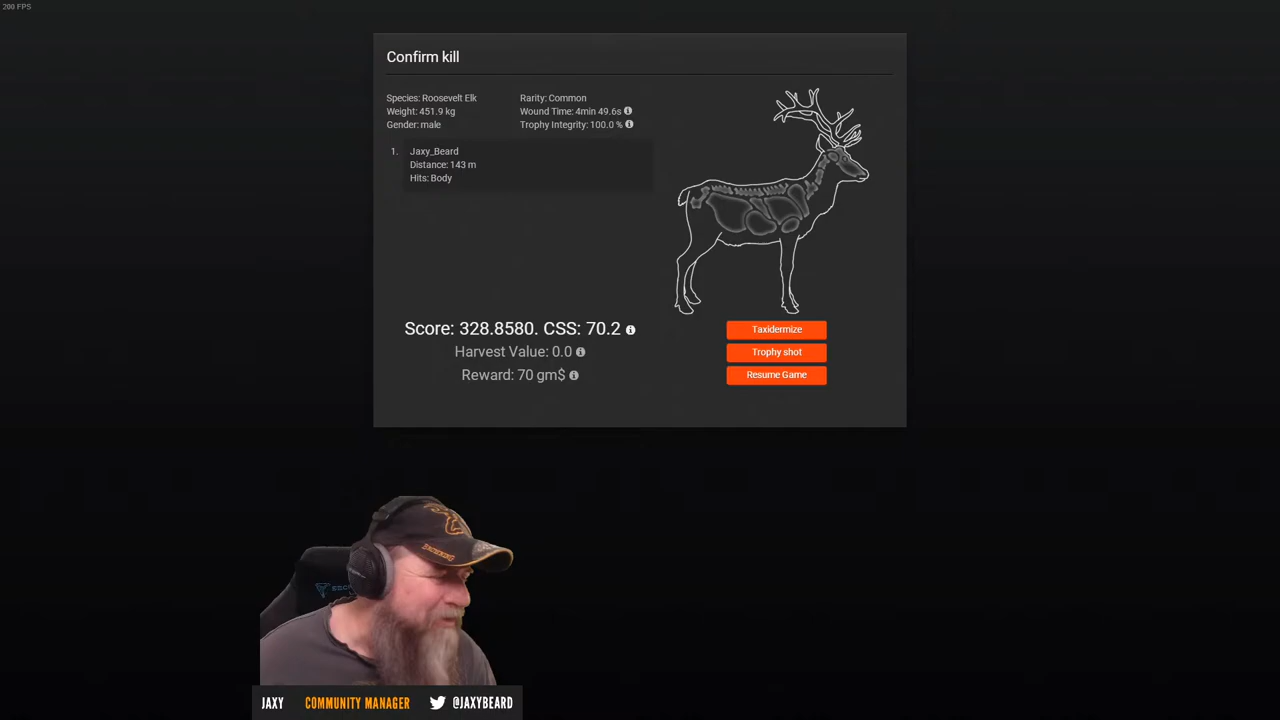 200 FPS
Confirm kill
Species: Roosevelt Elk
Weight: 451.9 kg
Gender: male
Rarity: Common
Wound Time: 4min 49.6s
Trophy Integrity: 100.0 %
1. Jaxy_Beard
Distance: 143 m
Hits: Body
Score: 328.8580. CSS: 70.2
Harvest Value: 0.0
Reward: 70 gm$
Taxidermize
Trophy shot
Resume Game
BROWNING
JAXY COMMUNITY MANAGER @JAXYBEARD